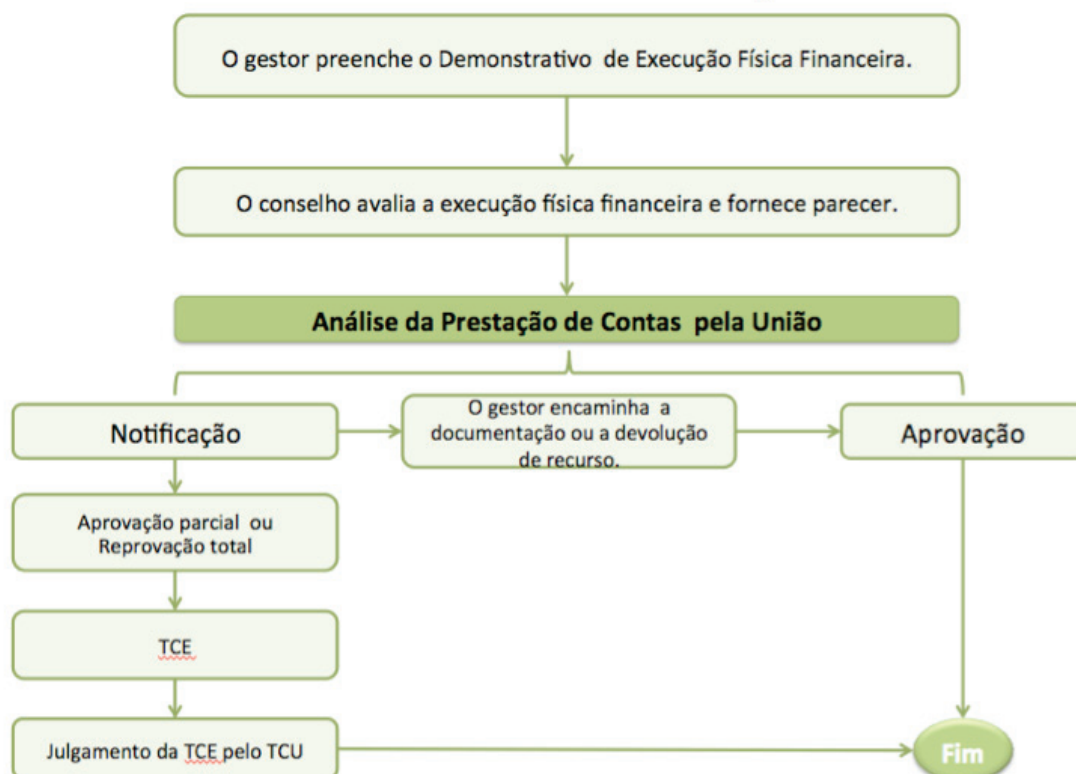 O gestor preenche o Demonstrativo de Execução Física Financeira.
O conselho avalia a execução física financeira e fornece parecer.
Análise da Prestação de Contas pela União
Notificação
O gestor encaminha a
documentação ou a devolução
de recurso.
Aprovação
Aprovação parcial ou
Reprovação total
TCE
Julgamento da TCE pelo TCU
Fim